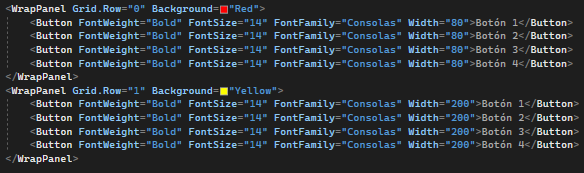 <WrapPanel Grid.Row="0" Background="Red">
<Button FontWeight="Bold" FontSize="14" FontFamily="Consolas" Width="80">Botón 1</Button>
<Button FontWeight="Bold" FontSize="14" FontFamily="Consolas" Width="80">Botón 2</Button>
<Button FontWeight="Bold" FontSize="14" FontFamily="Consolas" Width="80">Botón 3</Button>
<Button FontWeight="Bold" FontSize="14" FontFamily="Consolas" Width="80">Botón 4</Button>
</WrapPanel>
<WrapPanel Grid.Row="1" Background="Yellow">
<Button FontWeight="Bold" FontSize="14" FontFamily="Consolas" Width="200">Botón 1</Button>
<Button FontWeight="Bold" FontSize="14" FontFamily="Consolas" Width="200">Botón 2</Button>
<Button FontWeight="Bold" FontSize="14" FontFamily="Consolas" Width="200">Botón 3</Button>
<Button FontWeight="Bold" FontSize="14" FontFamily="Consolas" Width="200">Botón 4</Button>
</WrapPanel>